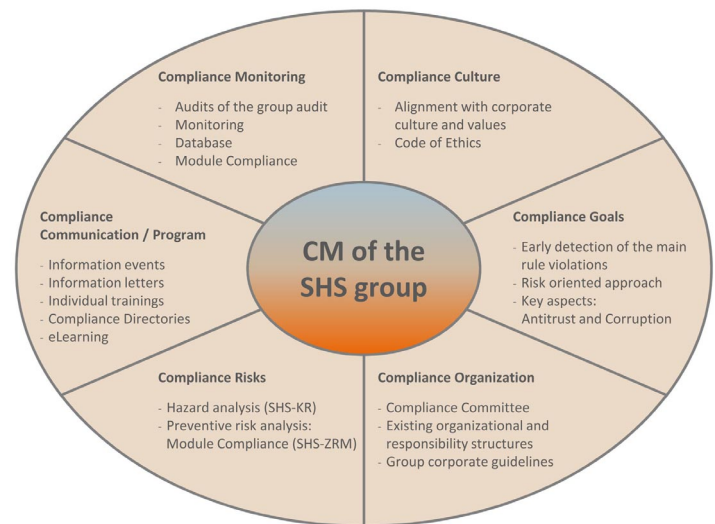 Compliance Monitoring
- Audits of the group audit
- Monitoring
- Database
- Module Compliance
Compliance Culture
- Alignment with corporate
culture and values
- Code of Ethics
Compliance
Communication / Program
- Information events
- Information letters
- Individual trainings
- Compliance Directories
- eLearning
CM of the
SHS group
Compliance Goals
- Early detection of the main
rule violations
- Risk oriented approach
- Key aspects:
Antitrust and Corruption
Compliance Risks
- Hazard analysis (SHS-KR)
- Preventive risk analysis:
Module Compliance (SHS-ZRM)
Compliance Organization
- Compliance Committee
- Existing organizational and
responsibility structures
- Group corporate guidelines